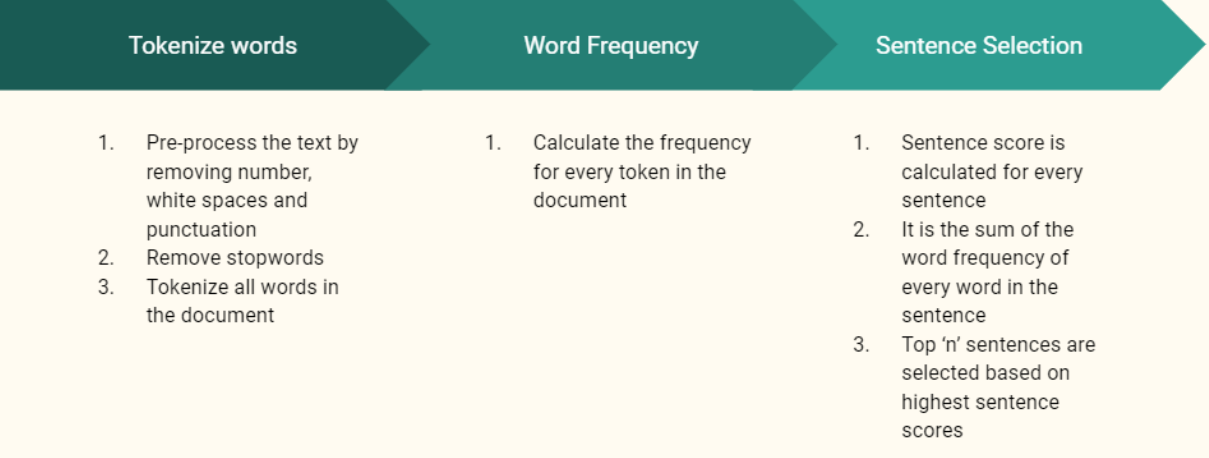 Tokenize words
Word Frequency
Sentence Selection
1. Pre-process the text by
removing number,
white spaces and
punctuation
2. Remove stopwords
3. Tokenize all words in
the document
1. Calculate the frequency
for every token in the
document
1. Sentence score is
calculated for every
sentence
2. It is the sum of the
word frequency of
every word in the
sentence
3. Top ‘n’ sentences are
selected based on
highest sentence
scores